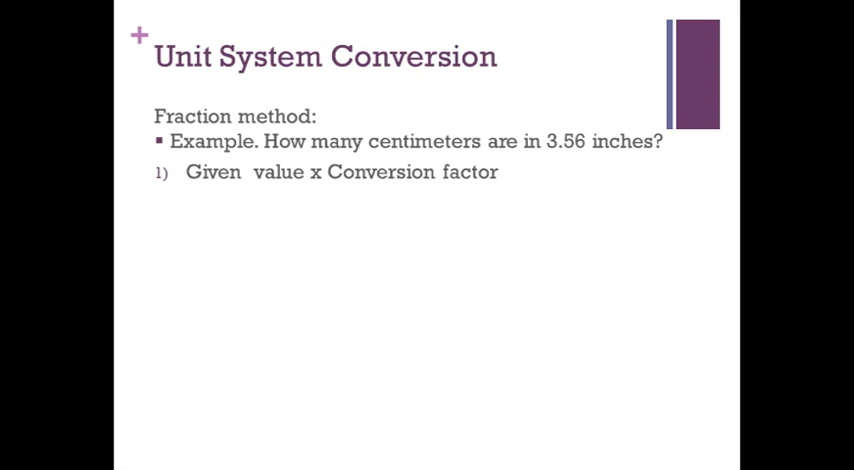 +
Unit System Conversion
Fraction method:
▪ Example. How many centimeters are in 3.56 inches?
1) Given value x Conversion factor